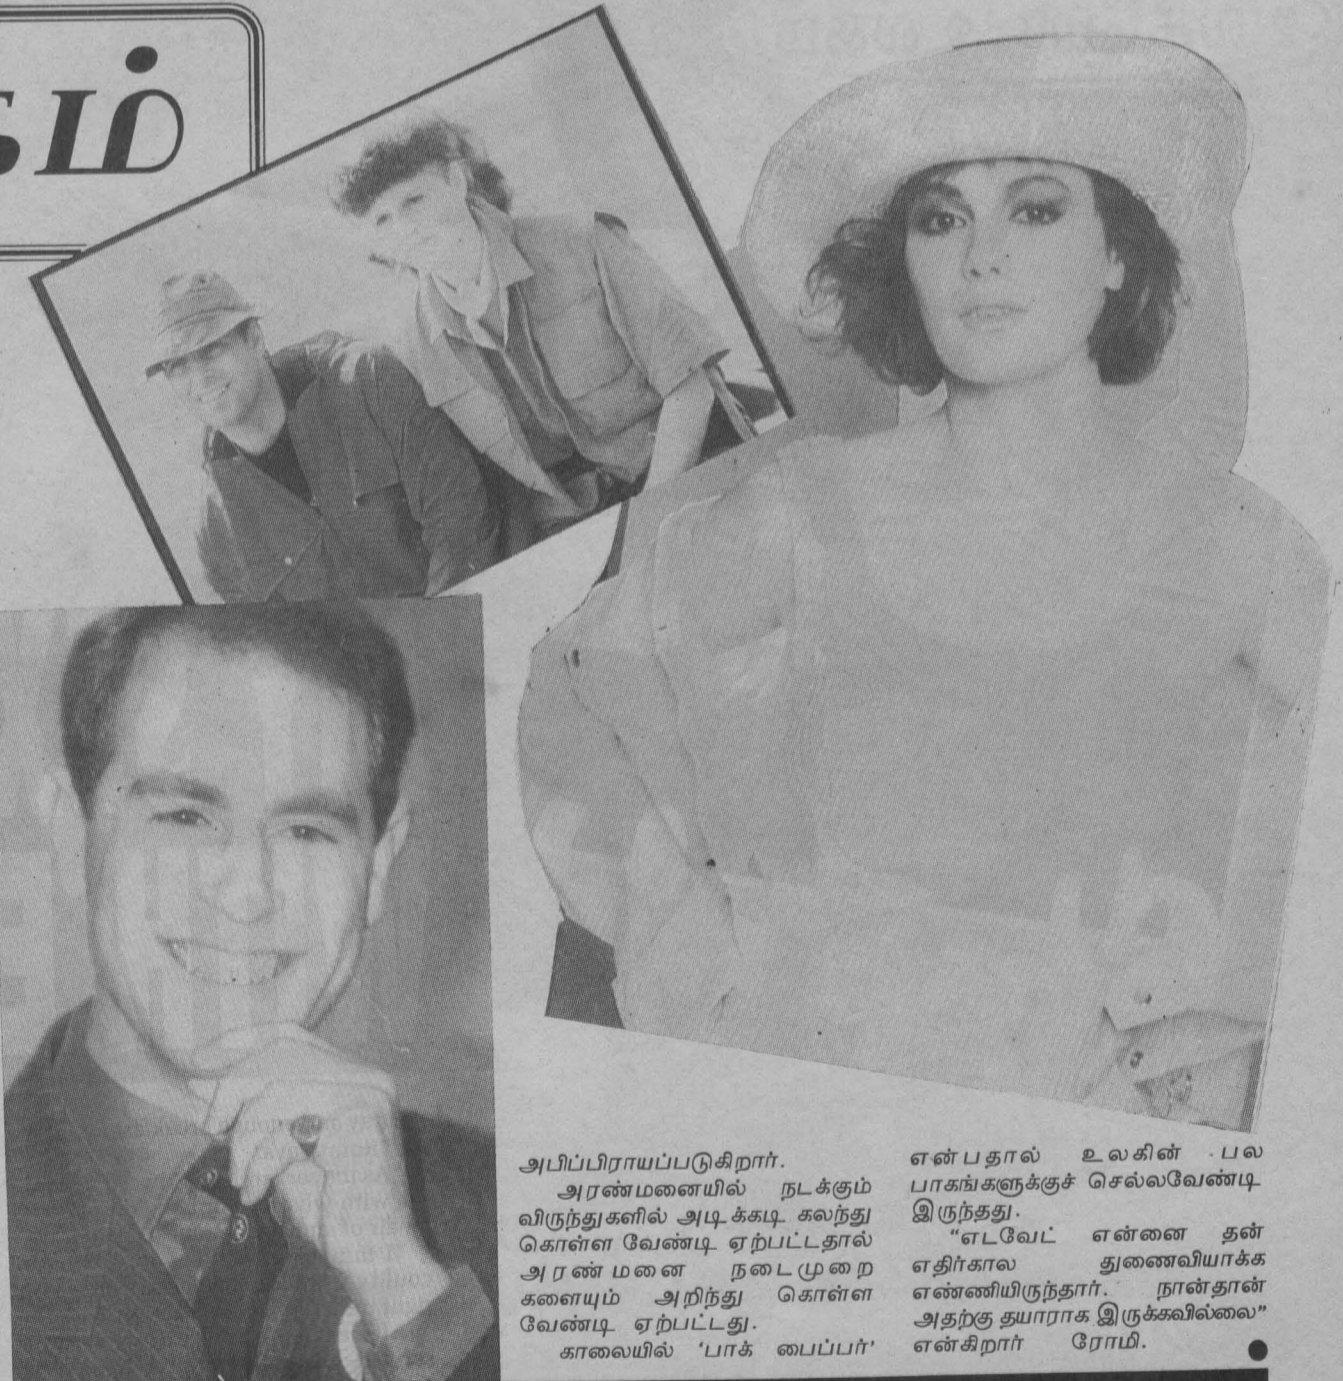 அபிப்பிராயப்படுகிறார்.
அரண்மனையில் நடக்கும்
விருந்துகளில் அடிக்கடி கலந்து
கொள்ள வேண்டி ஏற்பட்டதால்
அரண்மனை நடைமுறை
களையும் அறிந்து கொள்ள
வேண்டி ஏற்பட்டது.
காலையில் ‘பாக் பைப்பர்’
என்பதால் உலகின் பல
பாகங்களுக்குச் செல்லவேண்டி
இருந்தது.
“எடவேட் என்னை தன்
எதிர்கால துணைவியாக்க
எண்ணியிருந்தார். நான்தான்
அதற்கு தயாராக இருக்கவில்லை”
என்கிறார் ரோமி.